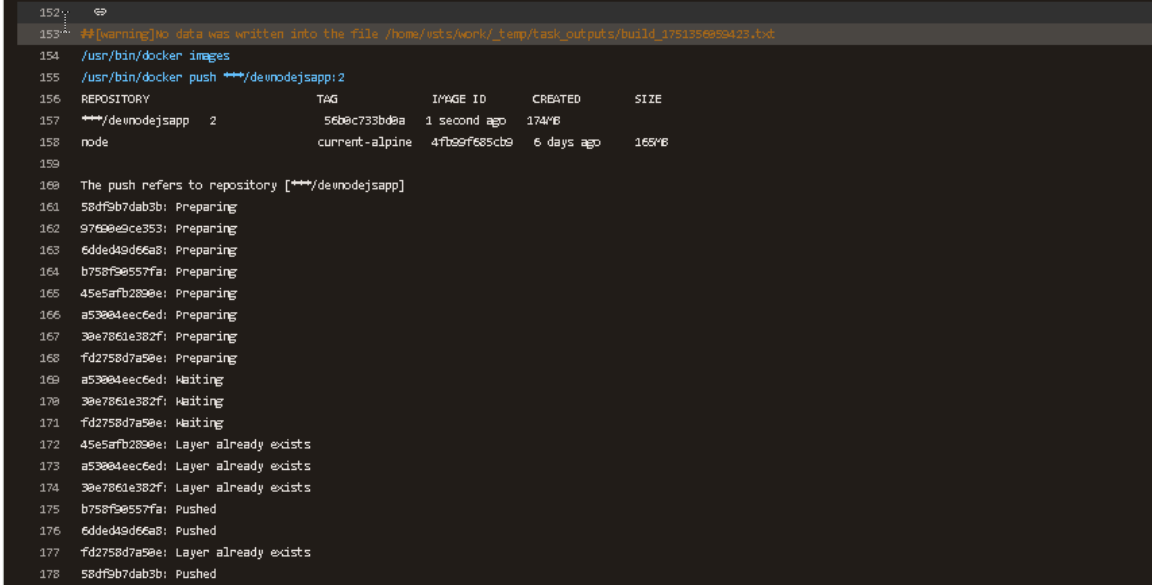 152
153 ##[warning]No data was written into the file /home/vsts/work/_temp/task_outputs/build_1751356059423.txt
154 /usr/bin/docker images
155 /usr/bin/docker push ***/devnodejsapp:2
156 REPOSITORY TAG IMAGE ID CREATED SIZE
157 ***/devnodejsapp 2 56b0c733bd0a 1 second ago 174MB
158 node current-alpine 4fb99f685cb9 6 days ago 165MB
159
160 The push refers to repository [***/devnodejsapp]
161 58df9b7dab3b: Preparing
162 97690e9ce353: Preparing
163 6dded49d66a8: Preparing
164 b758f90557fa: Preparing
165 45e5afb2890e: Preparing
166 a53004eec6ed: Preparing
167 30e7861e382f: Preparing
168 fd2758d7a50e: Preparing
169 a53004eec6ed: Waiting
170 30e7861e382f: Waiting
171 fd2758d7a50e: Waiting
172 45e5afb2890e: Layer already exists
173 a53004eec6ed: Layer already exists
174 30e7861e382f: Layer already exists
175 b758f90557fa: Pushed
176 6dded49d66a8: Pushed
177 fd2758d7a50e: Layer already exists
178 58df9b7dab3b: Pushed